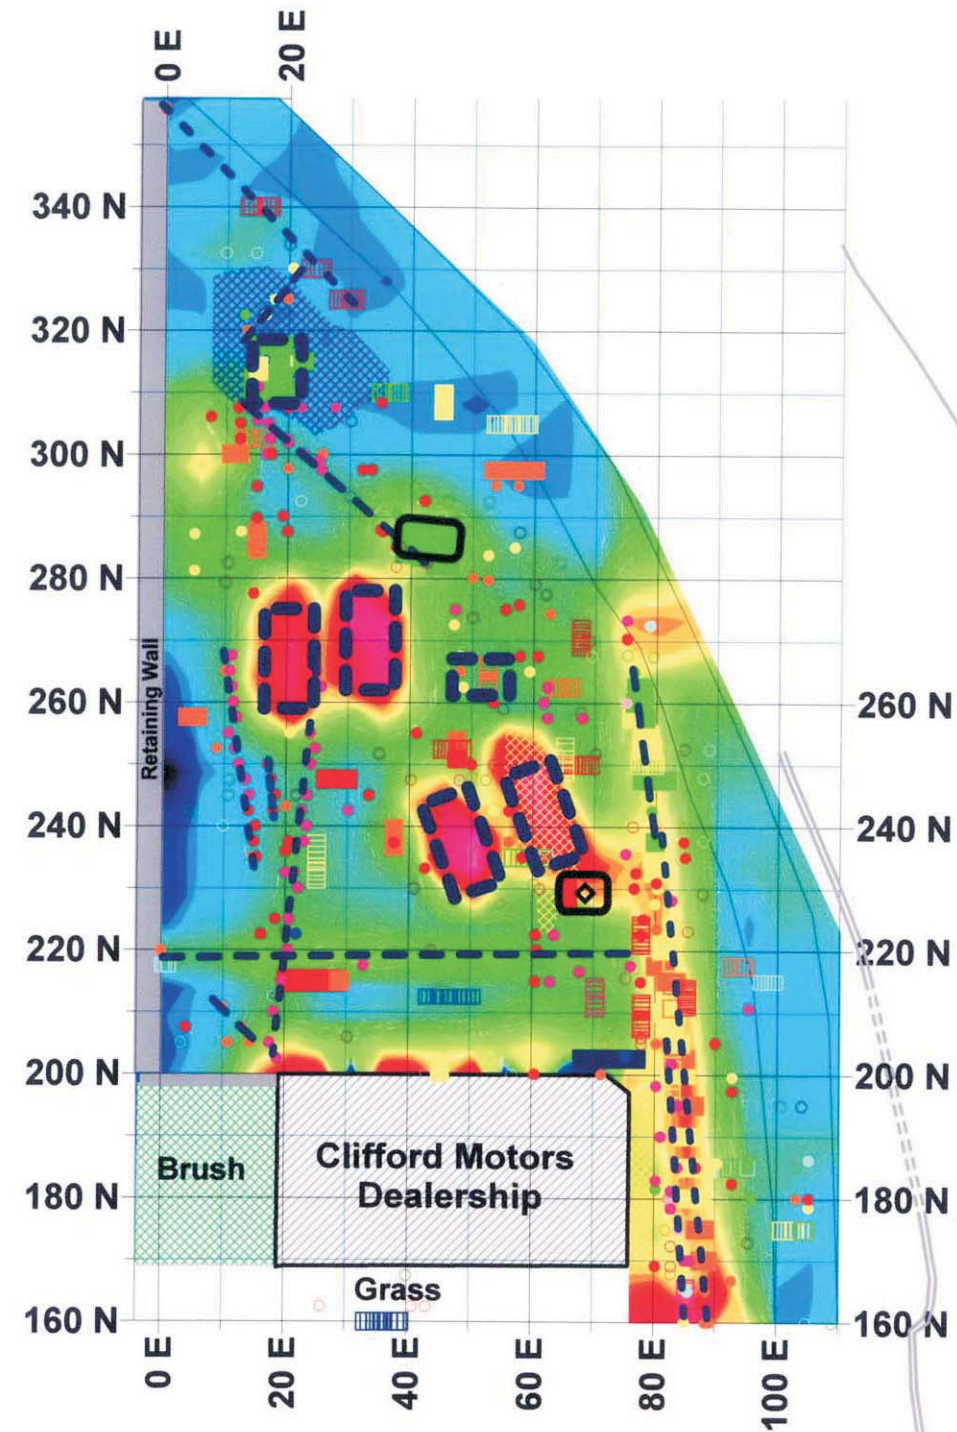 0 E
20 E
340 N
320 N
300 N
280 N
260 N
260 N
Retaining Wall
240 N
240 N
220 N
220 N
200 N
200 N
Brush
Clifford Motors
Dealership
180 N
180 N
Grass
160 N
160 N
0 E
20 E
40 E
60 E
80 E
100 E